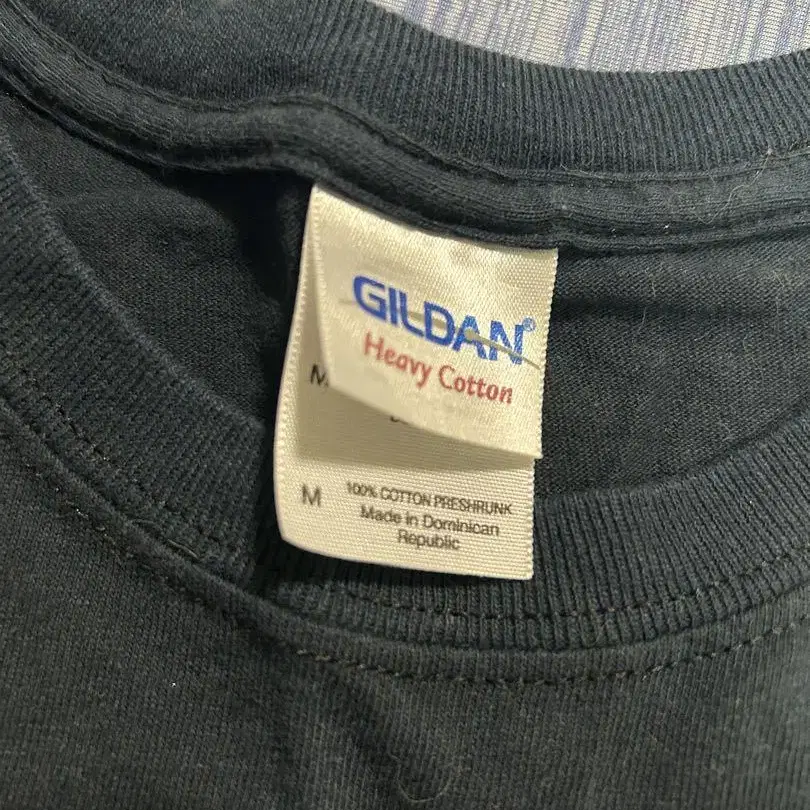 GILDAN®
Heavy Cotton
M
M 100% COTTON PRESHRUNK
Made in Dominican
Republic